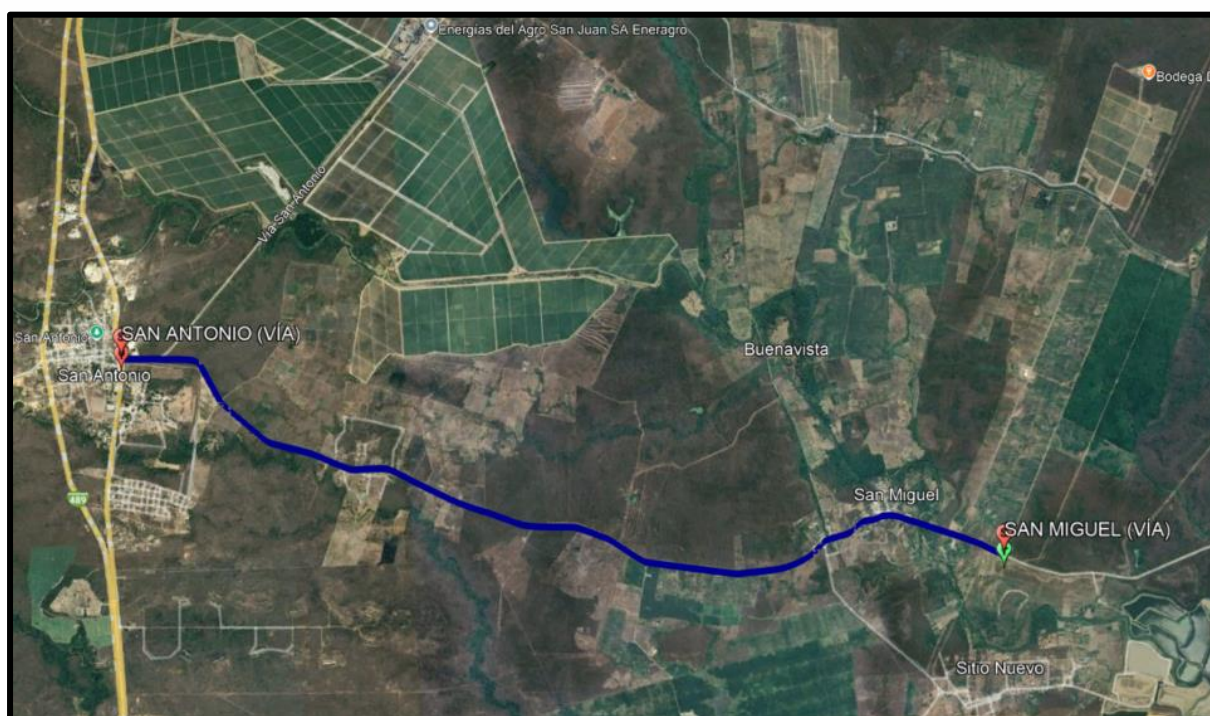 Energías del Agro San Juan SA Eneragro
Bodega
Vía San Antonio
SAN ANTONIO (VÍA)
San Antonio
San Antonio
Buenavista
489
San Miguel
SAN MIGUEL (VÍA)
Sitio Nuevo